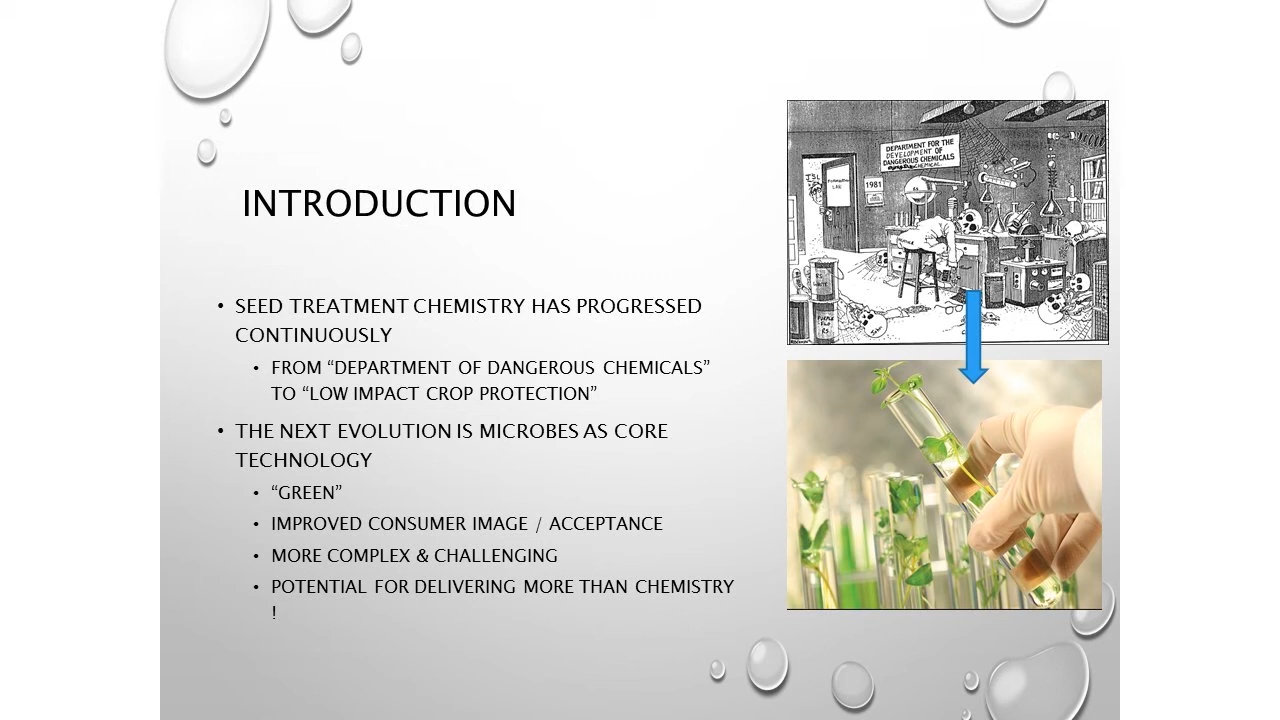 INTRODUCTION
• SEED TREATMENT CHEMISTRY HAS PROGRESSED
CONTINUOUSLY
• FROM “DEPARTMENT OF DANGEROUS CHEMICALS”
TO “LOW IMPACT CROP PROTECTION”
• THE NEXT EVOLUTION IS MICROBES AS CORE
TECHNOLOGY
• “GREEN”
• IMPROVED CONSUMER IMAGE / ACCEPTANCE
• MORE COMPLEX & CHALLENGING
• POTENTIAL FOR DELIVERING MORE THAN CHEMISTRY
!
DEPARTMENT FOR THE
DEVELOPMENT OF
DANGEROUS CHEMICALS
1981